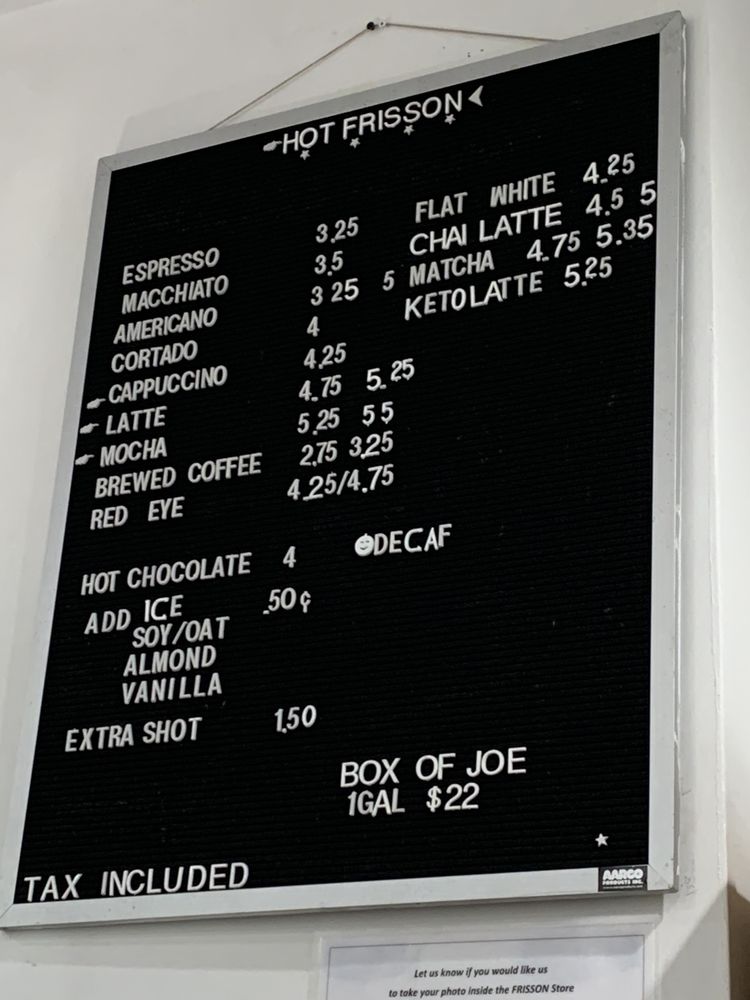 HOT FRISSON
ESPRESSO 3.25
MACCHIATO 3.5
AMERICANO 3 25 5
CORTADO 4
CAPPUCCINO 4.25
LATTE 4.75 5.25
MOCHA 5.25 5 5
BREWED COFFEE 2.75 3.25
RED EYE 4.25/4.75
FLAT WHITE 4.25
CHAI LATTE 4.5 5
MATCHA 4.75 5.35
KETO LATTE 5.25
HOT CHOCOLATE 4
DECAF
ADD ICE .50¢
SOY/OAT
ALMOND
VANILLA
EXTRA SHOT 1.50
BOX OF JOE
1GAL $22
TAX INCLUDED
AARCO
PRODUCTS INC.
Let us know if you would like us
to take your photo inside the FRISSON Store